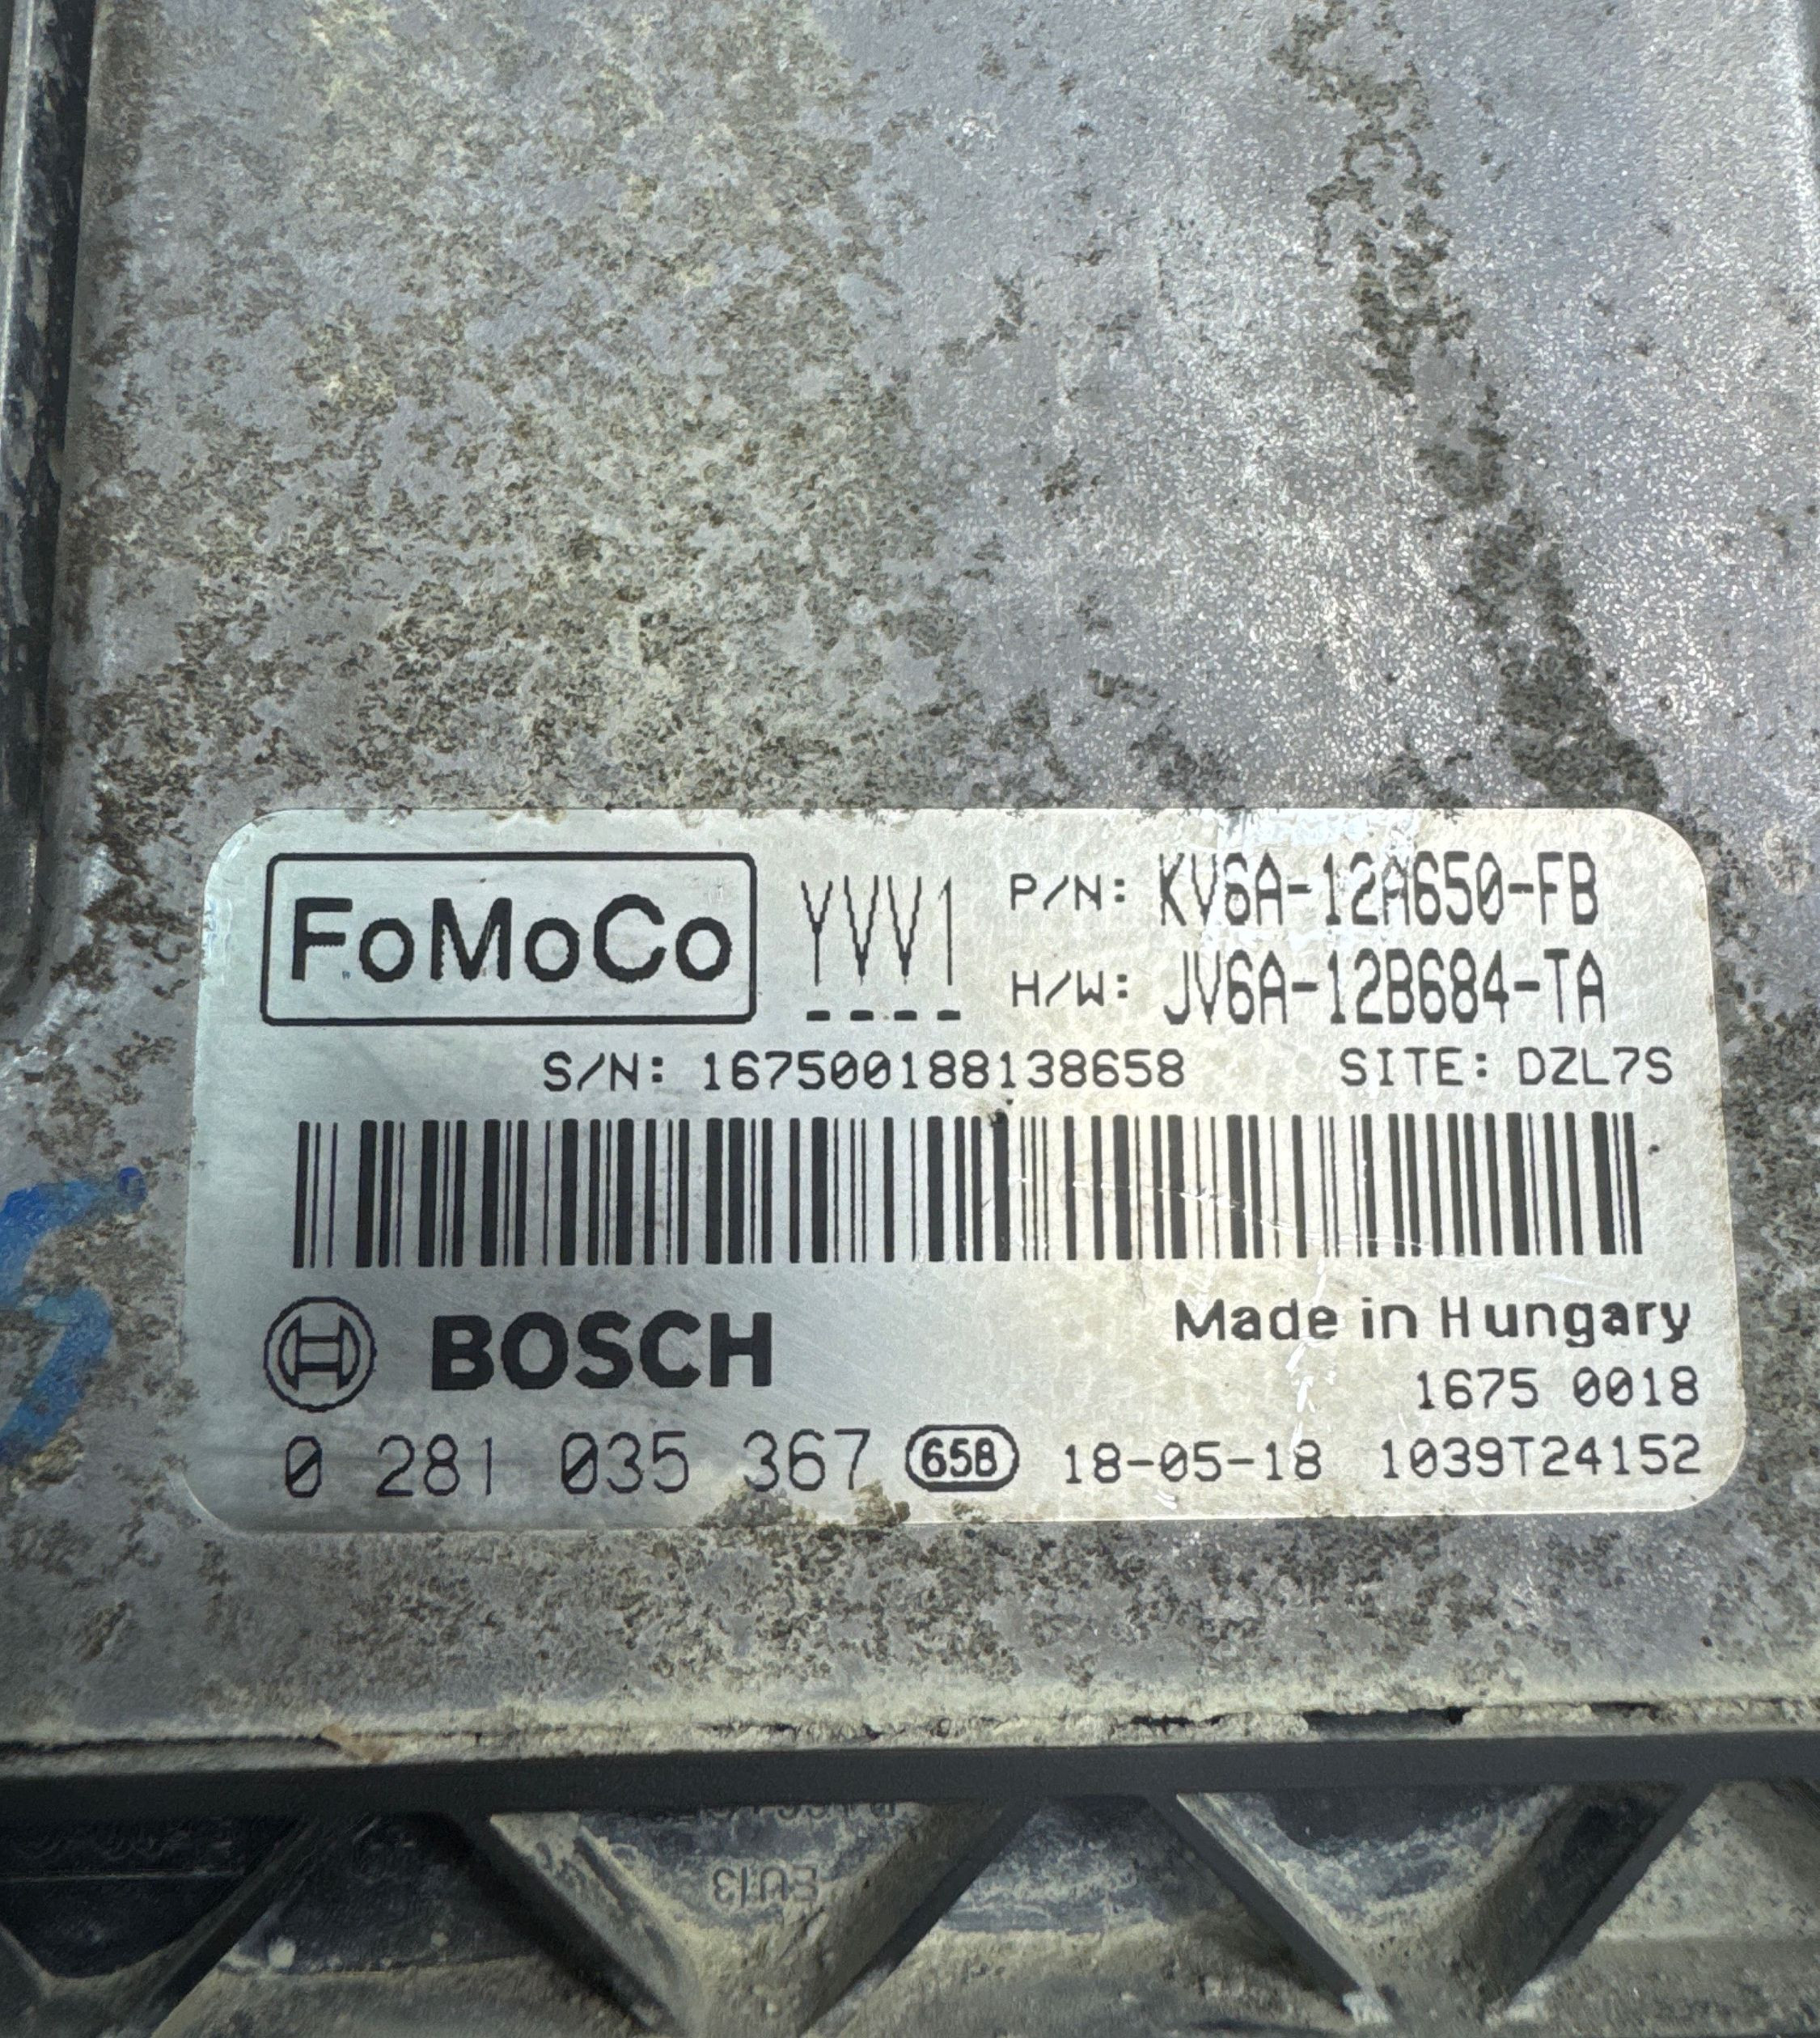 FoMoCo YVV1 P/N: KV6A-12A650-FB
H/W: JV6A-12B684-TA
S/N: 167500188138658 SITE: DZL7S
BOSCH Made in Hungary
1675 0018
0 281 035 367 658 18-05-18 1039T24152